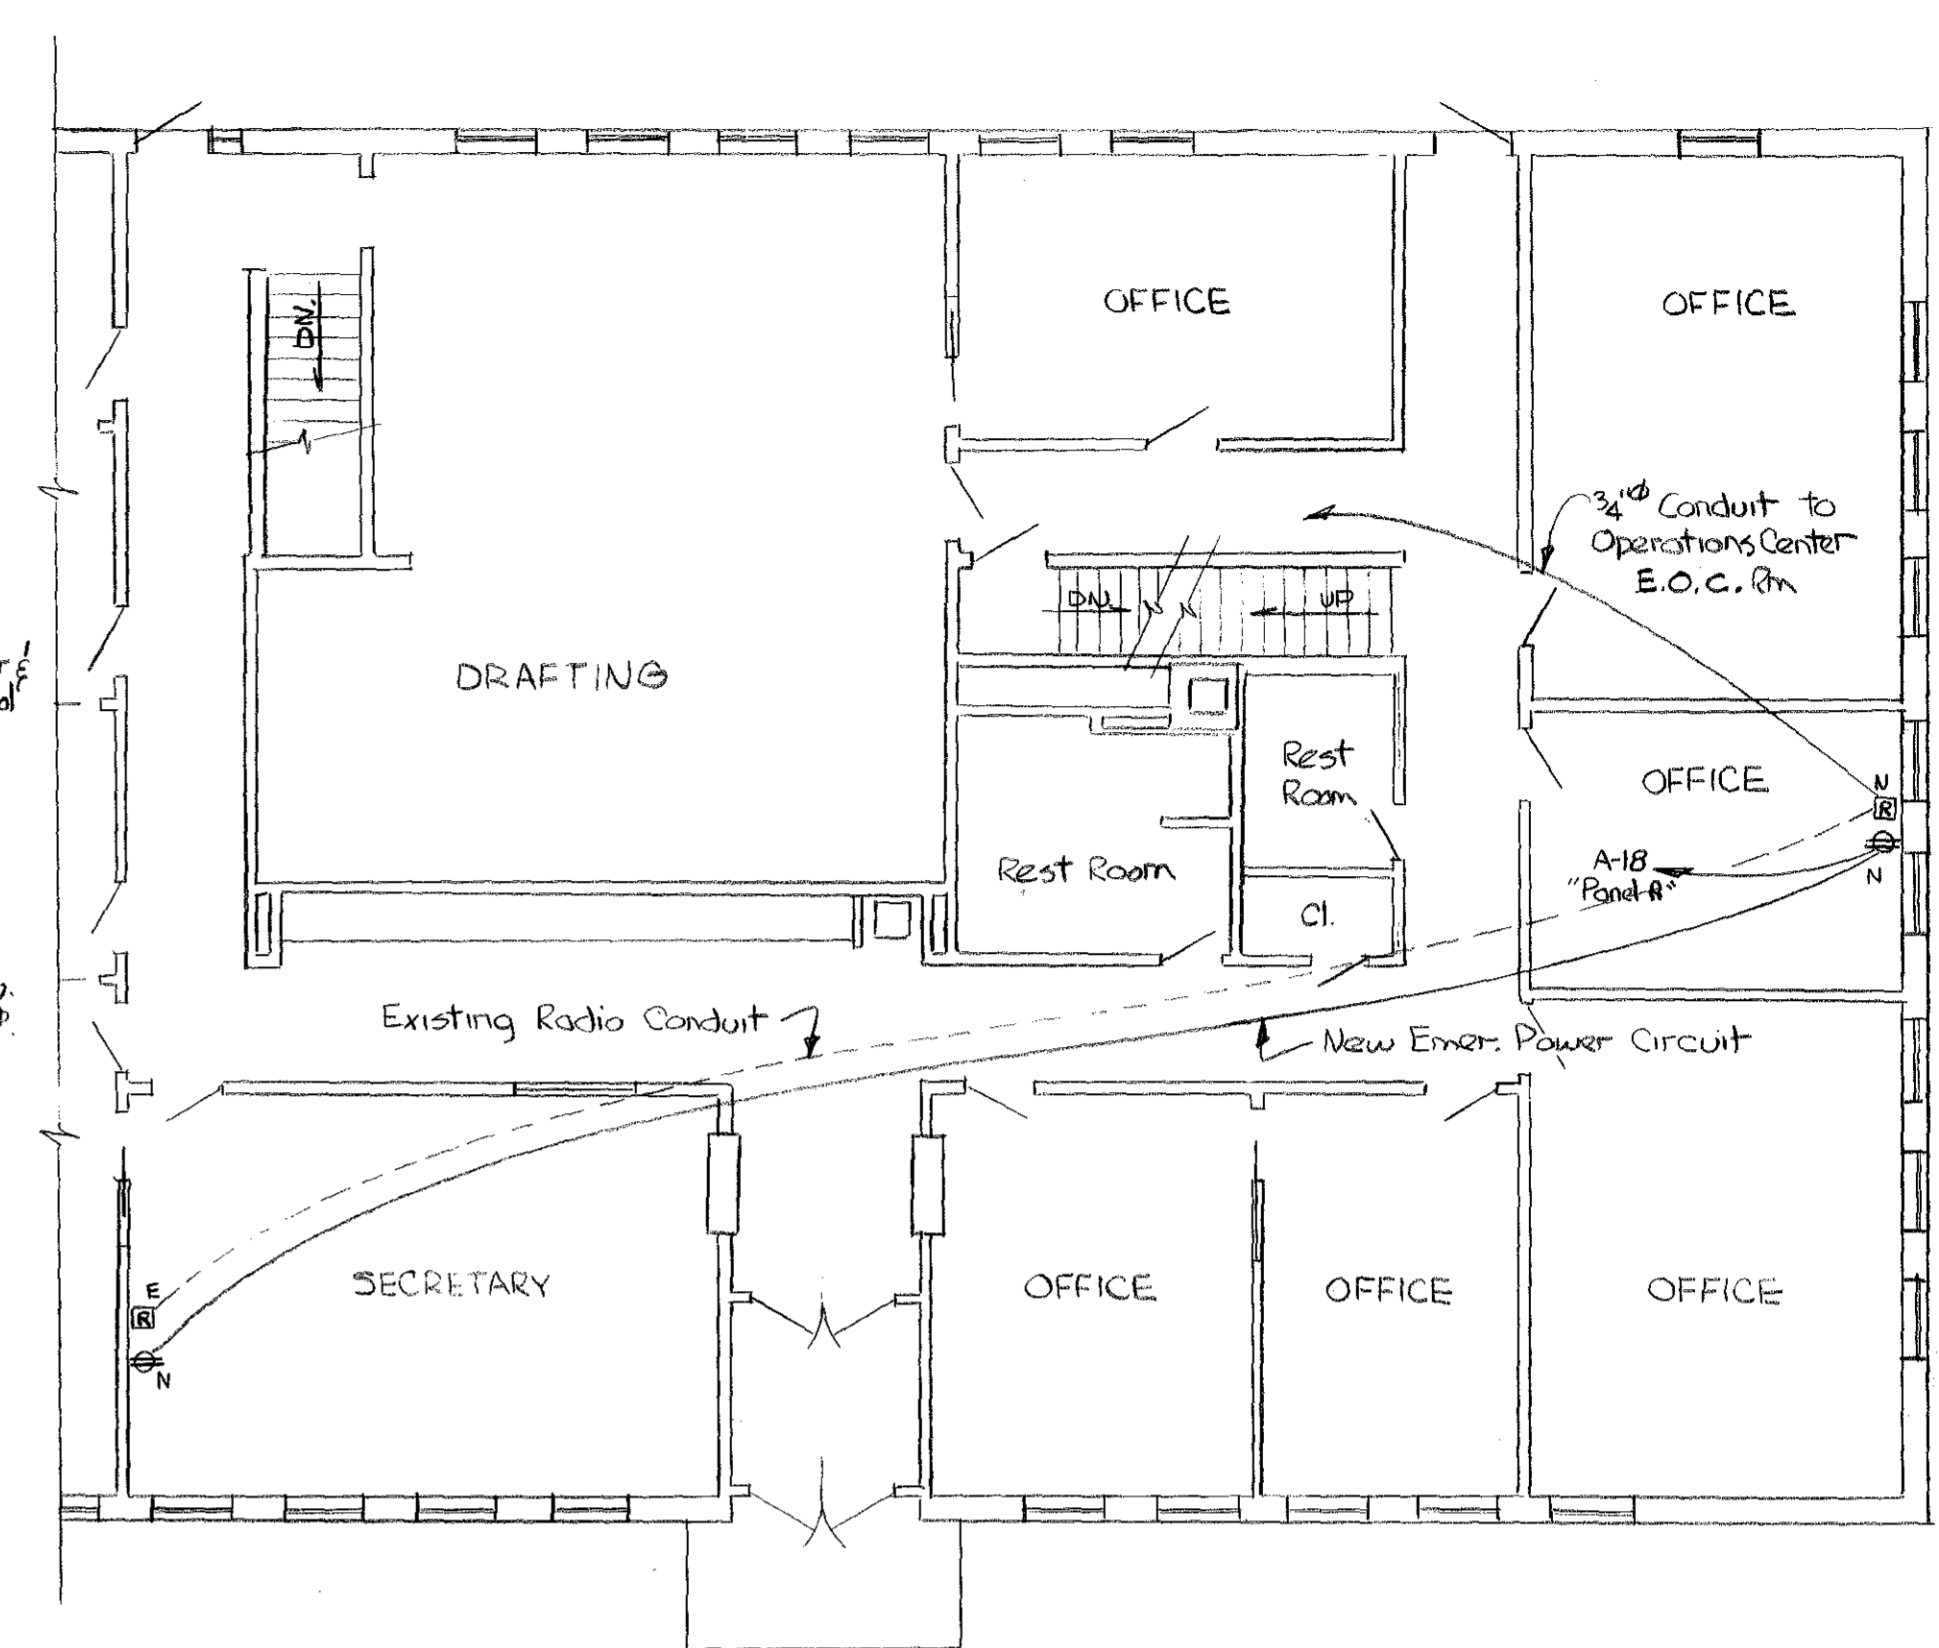 DN.
OFFICE
OFFICE
3/4"Φ Conduit to
Operations Center
E.O.C. Rm
DN.
UP
DRAFTING
Rest
Room
OFFICE
N
R
A-18
"Panel A"
N
Rest Room
Cl.
Existing Radio Conduit
New Emer. Power Circuit
E
R
N
SECRETARY
OFFICE
OFFICE
OFFICE